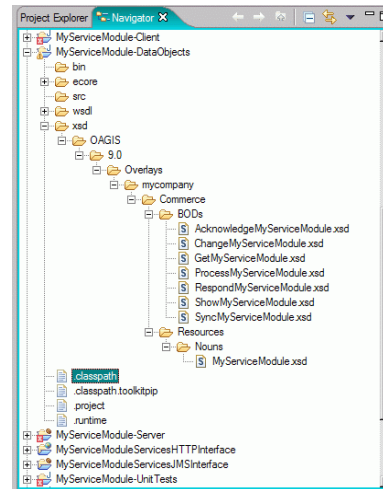 Project Explorer Navigator
MyServiceModule-Client
MyServiceModule-DataObjects
bin
ecore
src
wsdl
xsd
OAGIS
9.0
Overlays
mycompany
Commerce
BODs
AcknowledgeMyServiceModule.xsd
ChangeMyServiceModule.xsd
GetMyServiceModule.xsd
ProcessMyServiceModule.xsd
RespondMyServiceModule.xsd
ShowMyServiceModule.xsd
SyncMyServiceModule.xsd
Resources
Nouns
MyServiceModule.xsd
.classpath
.classpath.toolkitpip
.project
.runtime
MyServiceModule-Server
MyServiceModuleServicesHTTPInterface
MyServiceModuleServicesJMSInterface
MyServiceModule-UnitTests